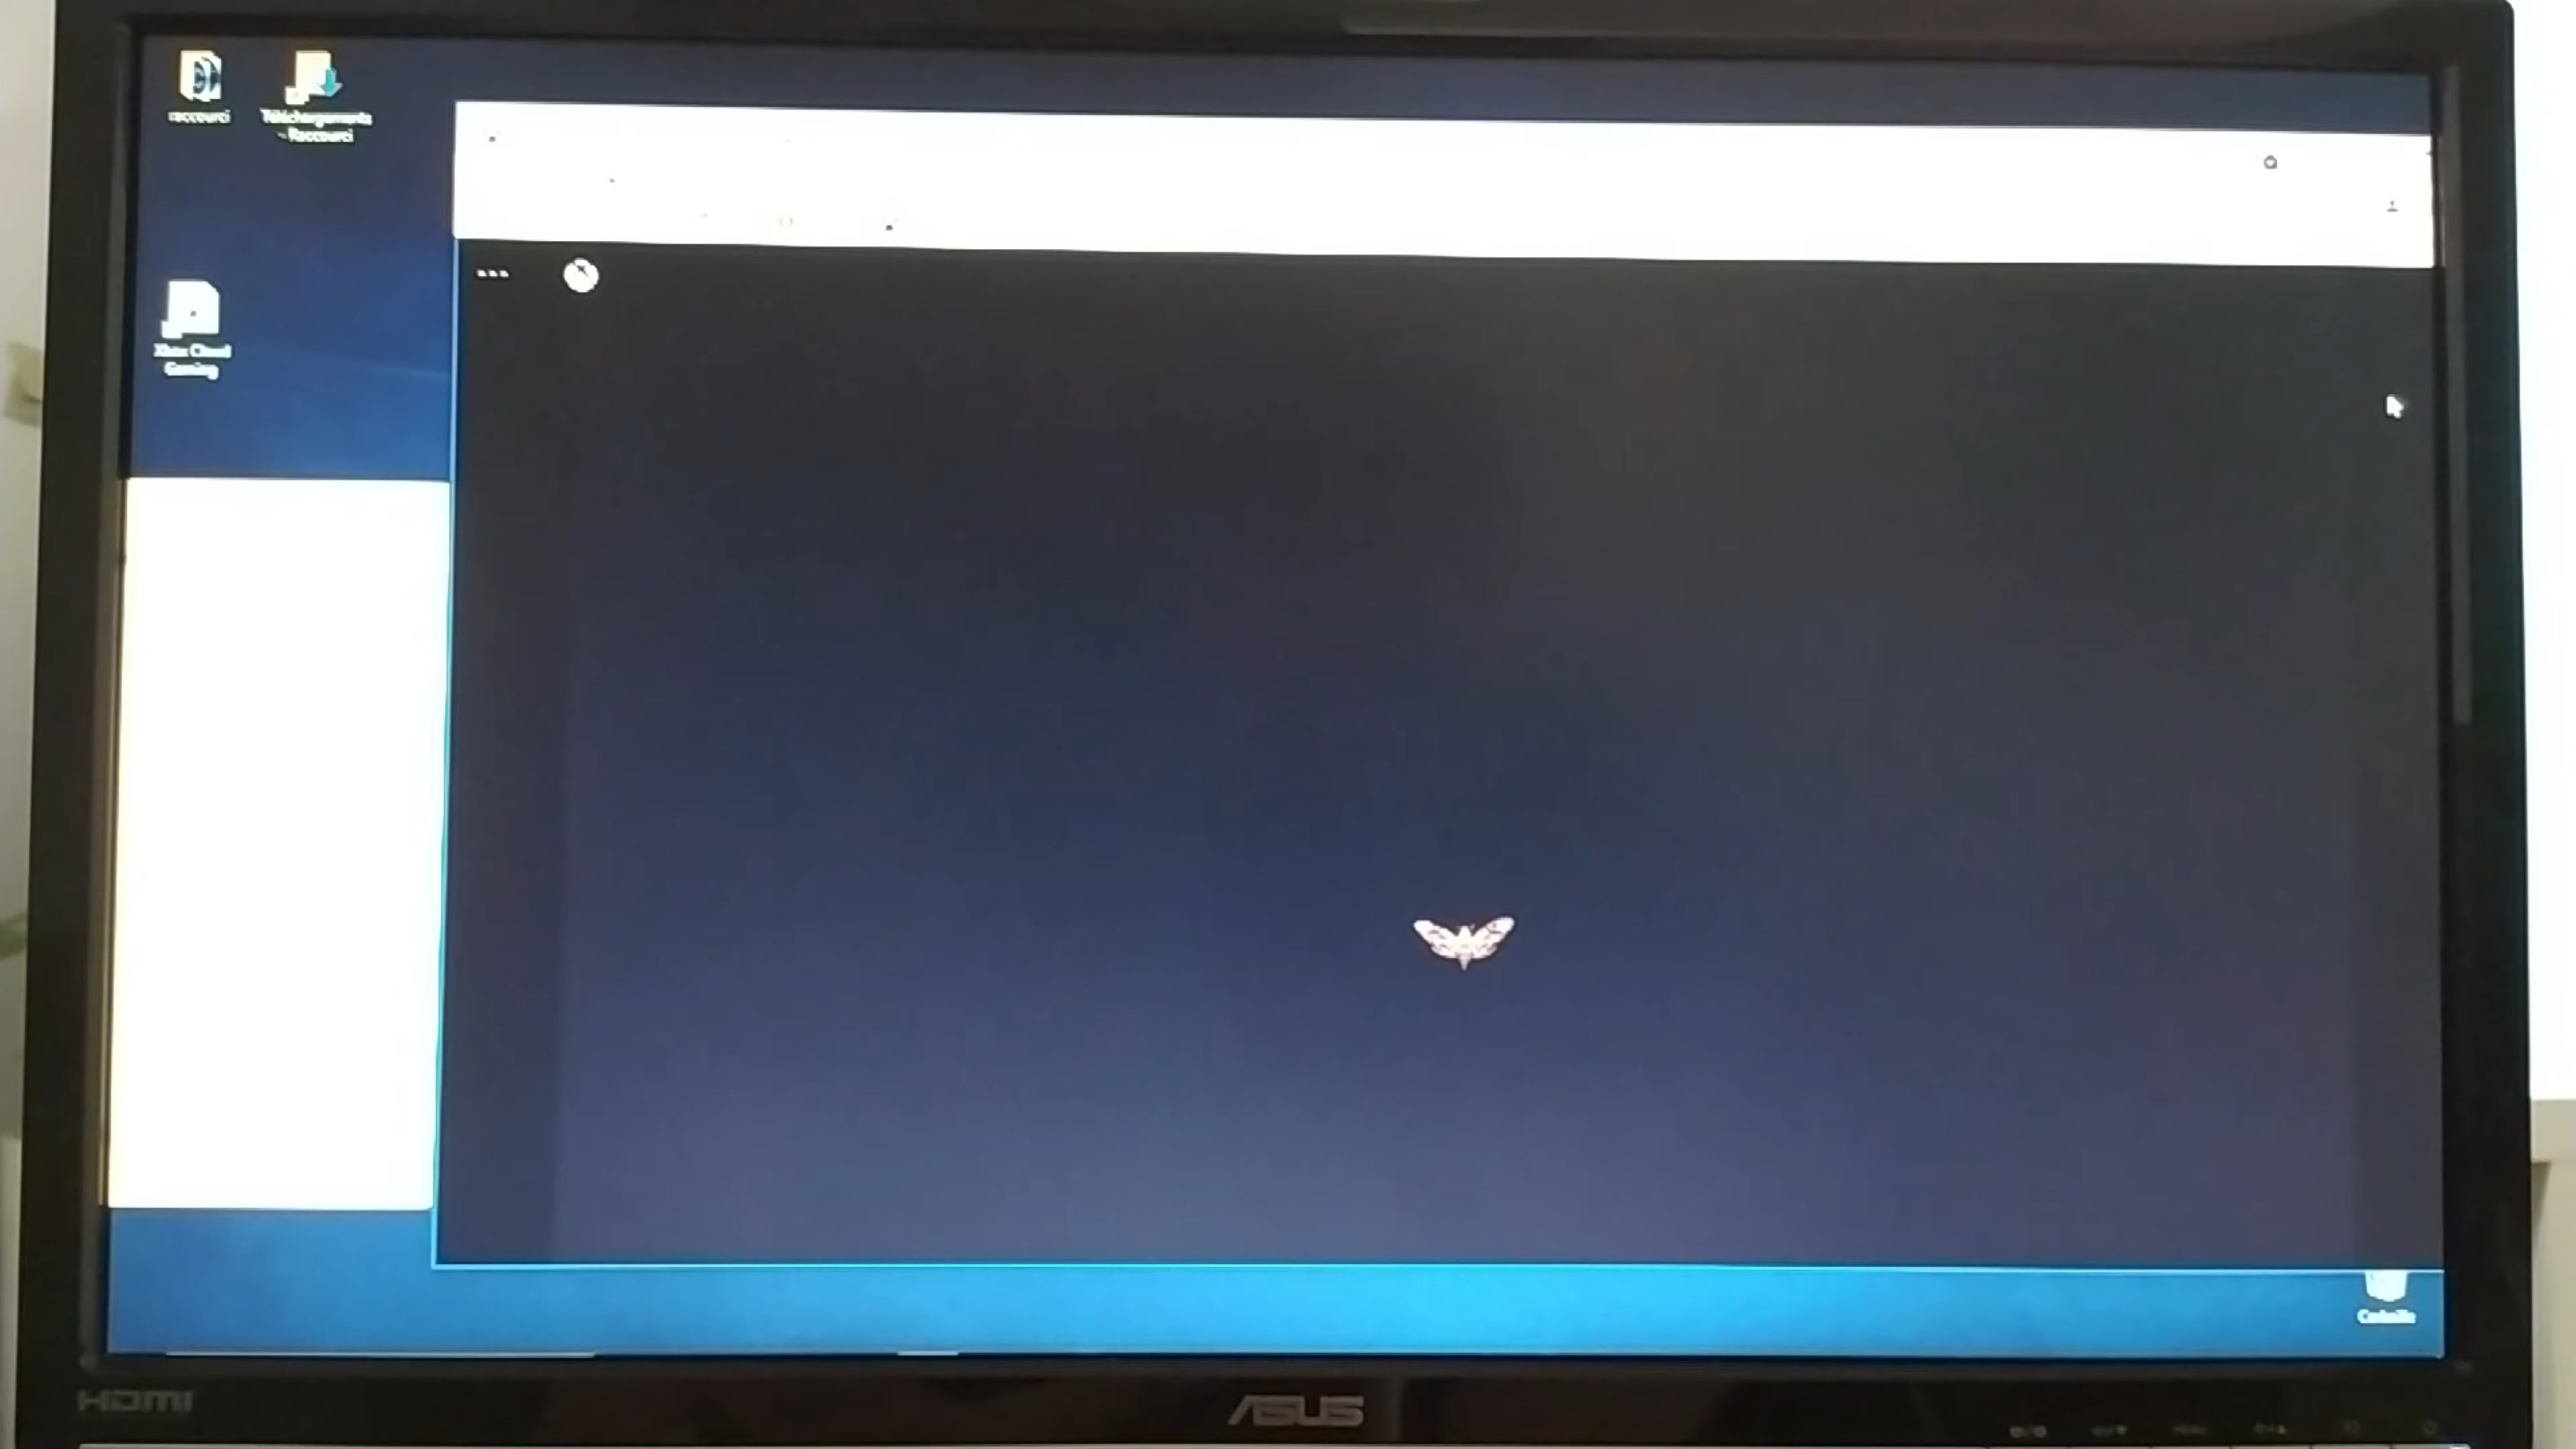 raccourci
Téléchargements
- Raccourci
Xbox Cloud
Gaming
Corbeille
HDMI
ASUS